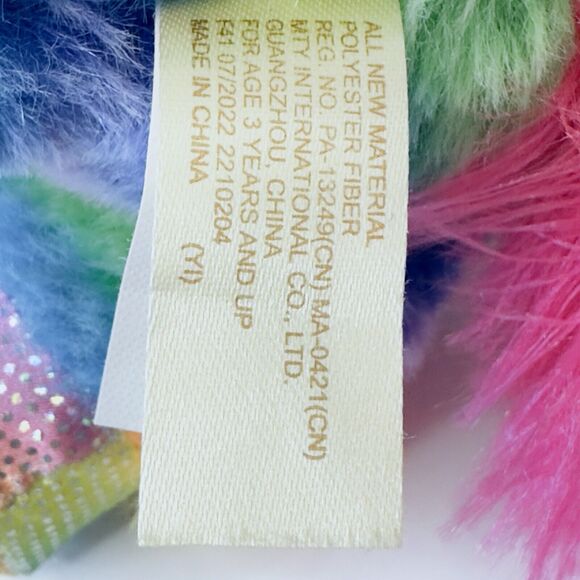 ALL NEW MATERIAL
POLYESTER FIBER
REG NO. PA-13249(CN) MA-0421(CN)
MTY INTERNATIONAL CO., LTD.
GUANGZHOU, CHINA
FOR AGE 3 YEARS AND UP
141 07/2022 2210204
MADE IN CHINA
(YI)